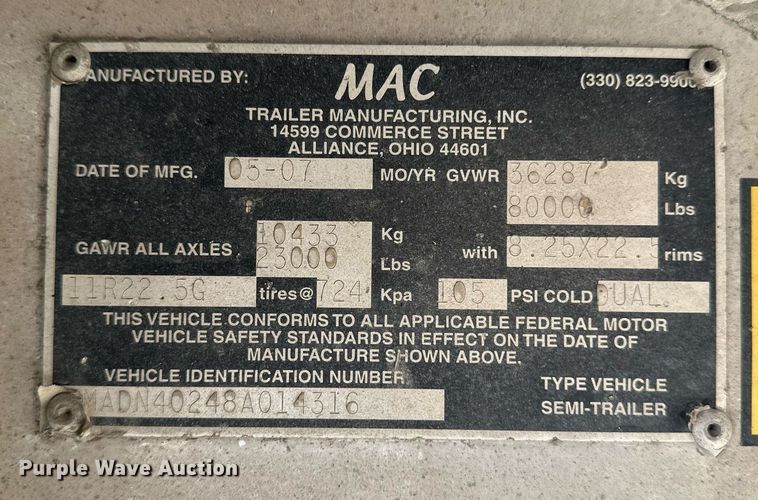 MANUFACTURED BY: MAC (330) 823-9900
TRAILER MANUFACTURING, INC.
14599 COMMERCE STREET
ALLIANCE, OHIO 44601
DATE OF MFG. 05-07 MO/YR GVWR 36287 Kg
80000 Lbs
GAWR ALL AXLES 10433 Kg
23000 Lbs with 8.25X22.5 rims
11R22.5G tires@ 724 Kpa 105 PSI COLD DUAL
THIS VEHICLE CONFORMS TO ALL APPLICABLE FEDERAL MOTOR
VEHICLE SAFETY STANDARDS IN EFFECT ON THE DATE OF
MANUFACTURE SHOWN ABOVE.
VEHICLE IDENTIFICATION NUMBER TYPE VEHICLE
MADN40248A014316 SEMI-TRAILER
Purple Wave Auction